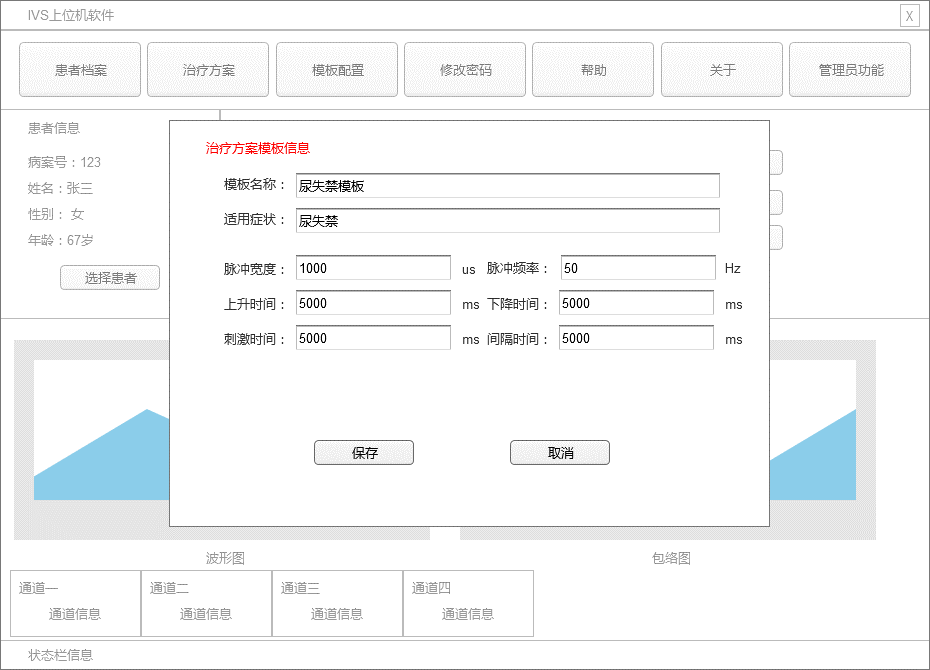 IVS上位机软件 X
患者档案 治疗方案 模板配置 修改密码 帮助 关于 管理员功能
患者信息
病案号：123
姓名：张三
性别： 女
年龄：67岁
选择患者
治疗方案模板信息
模板名称： 尿失禁模板
适用症状： 尿失禁
脉冲宽度： 1000 us 脉冲频率： 50 Hz
上升时间： 5000 ms 下降时间： 5000 ms
刺激时间： 5000 ms 间隔时间： 5000 ms
保存 取消
波形图 包络图
通道一 通道二 通道三 通道四
通道信息 通道信息 通道信息 通道信息
状态栏信息